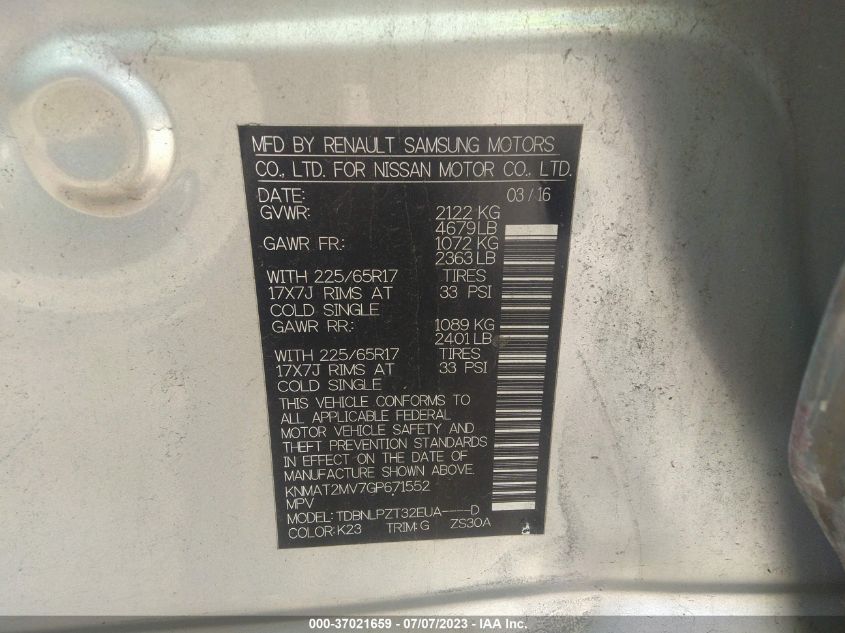 MFD BY RENAULT SAMSUNG MOTORS
CO., LTD. FOR NISSAN MOTOR CO., LTD.
DATE: 03/16
GVWR: 2122 KG
4679 LB
GAWR FR: 1072 KG
2363 LB
WITH 225/65R17 TIRES
17X7J RIMS AT 33 PSI
COLD SINGLE
GAWR RR: 1089 KG
2401 LB
WITH 225/65R17 TIRES
17X7J RIMS AT 33 PSI
COLD SINGLE
THIS VEHICLE CONFORMS TO
ALL APPLICABLE FEDERAL
MOTOR VEHICLE SAFETY AND
THEFT PREVENTION STANDARDS
IN EFFECT ON THE DATE OF
MANUFACTURE SHOWN ABOVE.
KNMAT2MV7GP671552
MPV
MODEL: TDBNLPZT32EUA----D
COLOR: K23 TRIM: G ZS30A
000-37021659 - 07/07/2023 - IAA Inc.